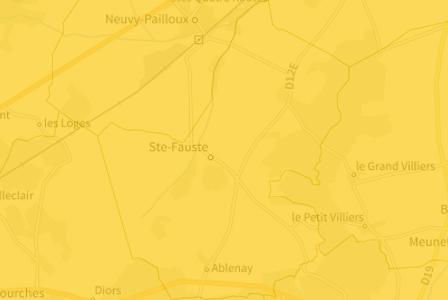 Neuvy-Pailloux
D12E
les Loges
Ste-Fauste
le Grand Villiers
le Petit Villiers
Ablenay
Diors
D19